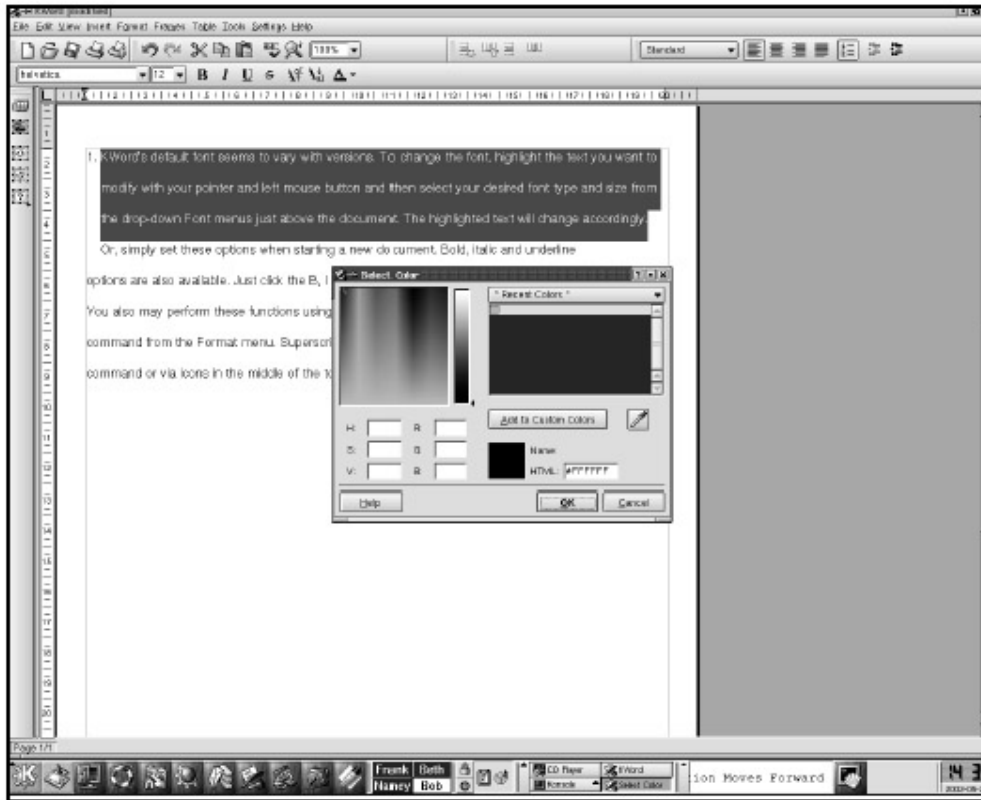 KWord [modified]
File Edit View Insert Format Frames Table Tools Settings Help
100% Standard
helvetica 12 B I U S A
1. KWord's default font seems to vary with versions. To change the font, highlight the text you want to
modify with your pointer and left mouse button and then select your desired font type and size from
the drop-down Font menus just above the document. The highlighted text will change accordingly.
Or, simply set these options when starting a new do cument. Bold, italic and underline
options are also available. Just click the B, I
You also may perform these functions using
command from the Format menu. Superscri
command or via icons in the middle of the to
Select Color
* Recent Colors *
Add to Custom Colors
H: R:
S: G:
V: B:
Name:
HTML: #FFFFFF
Help OK Cancel
Page 1/1
Frank Beth
Nancy Bob
CD Player KWord
Konsole Select Color
ion Moves Forward